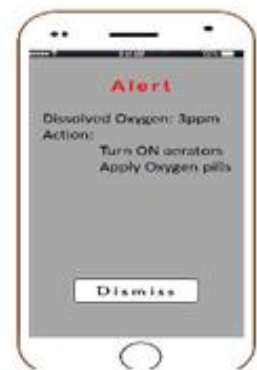 Alert
Dissolved Oxygen: 3ppm
Action:
Turn ON aerators
Apply Oxygen pills
Dismiss